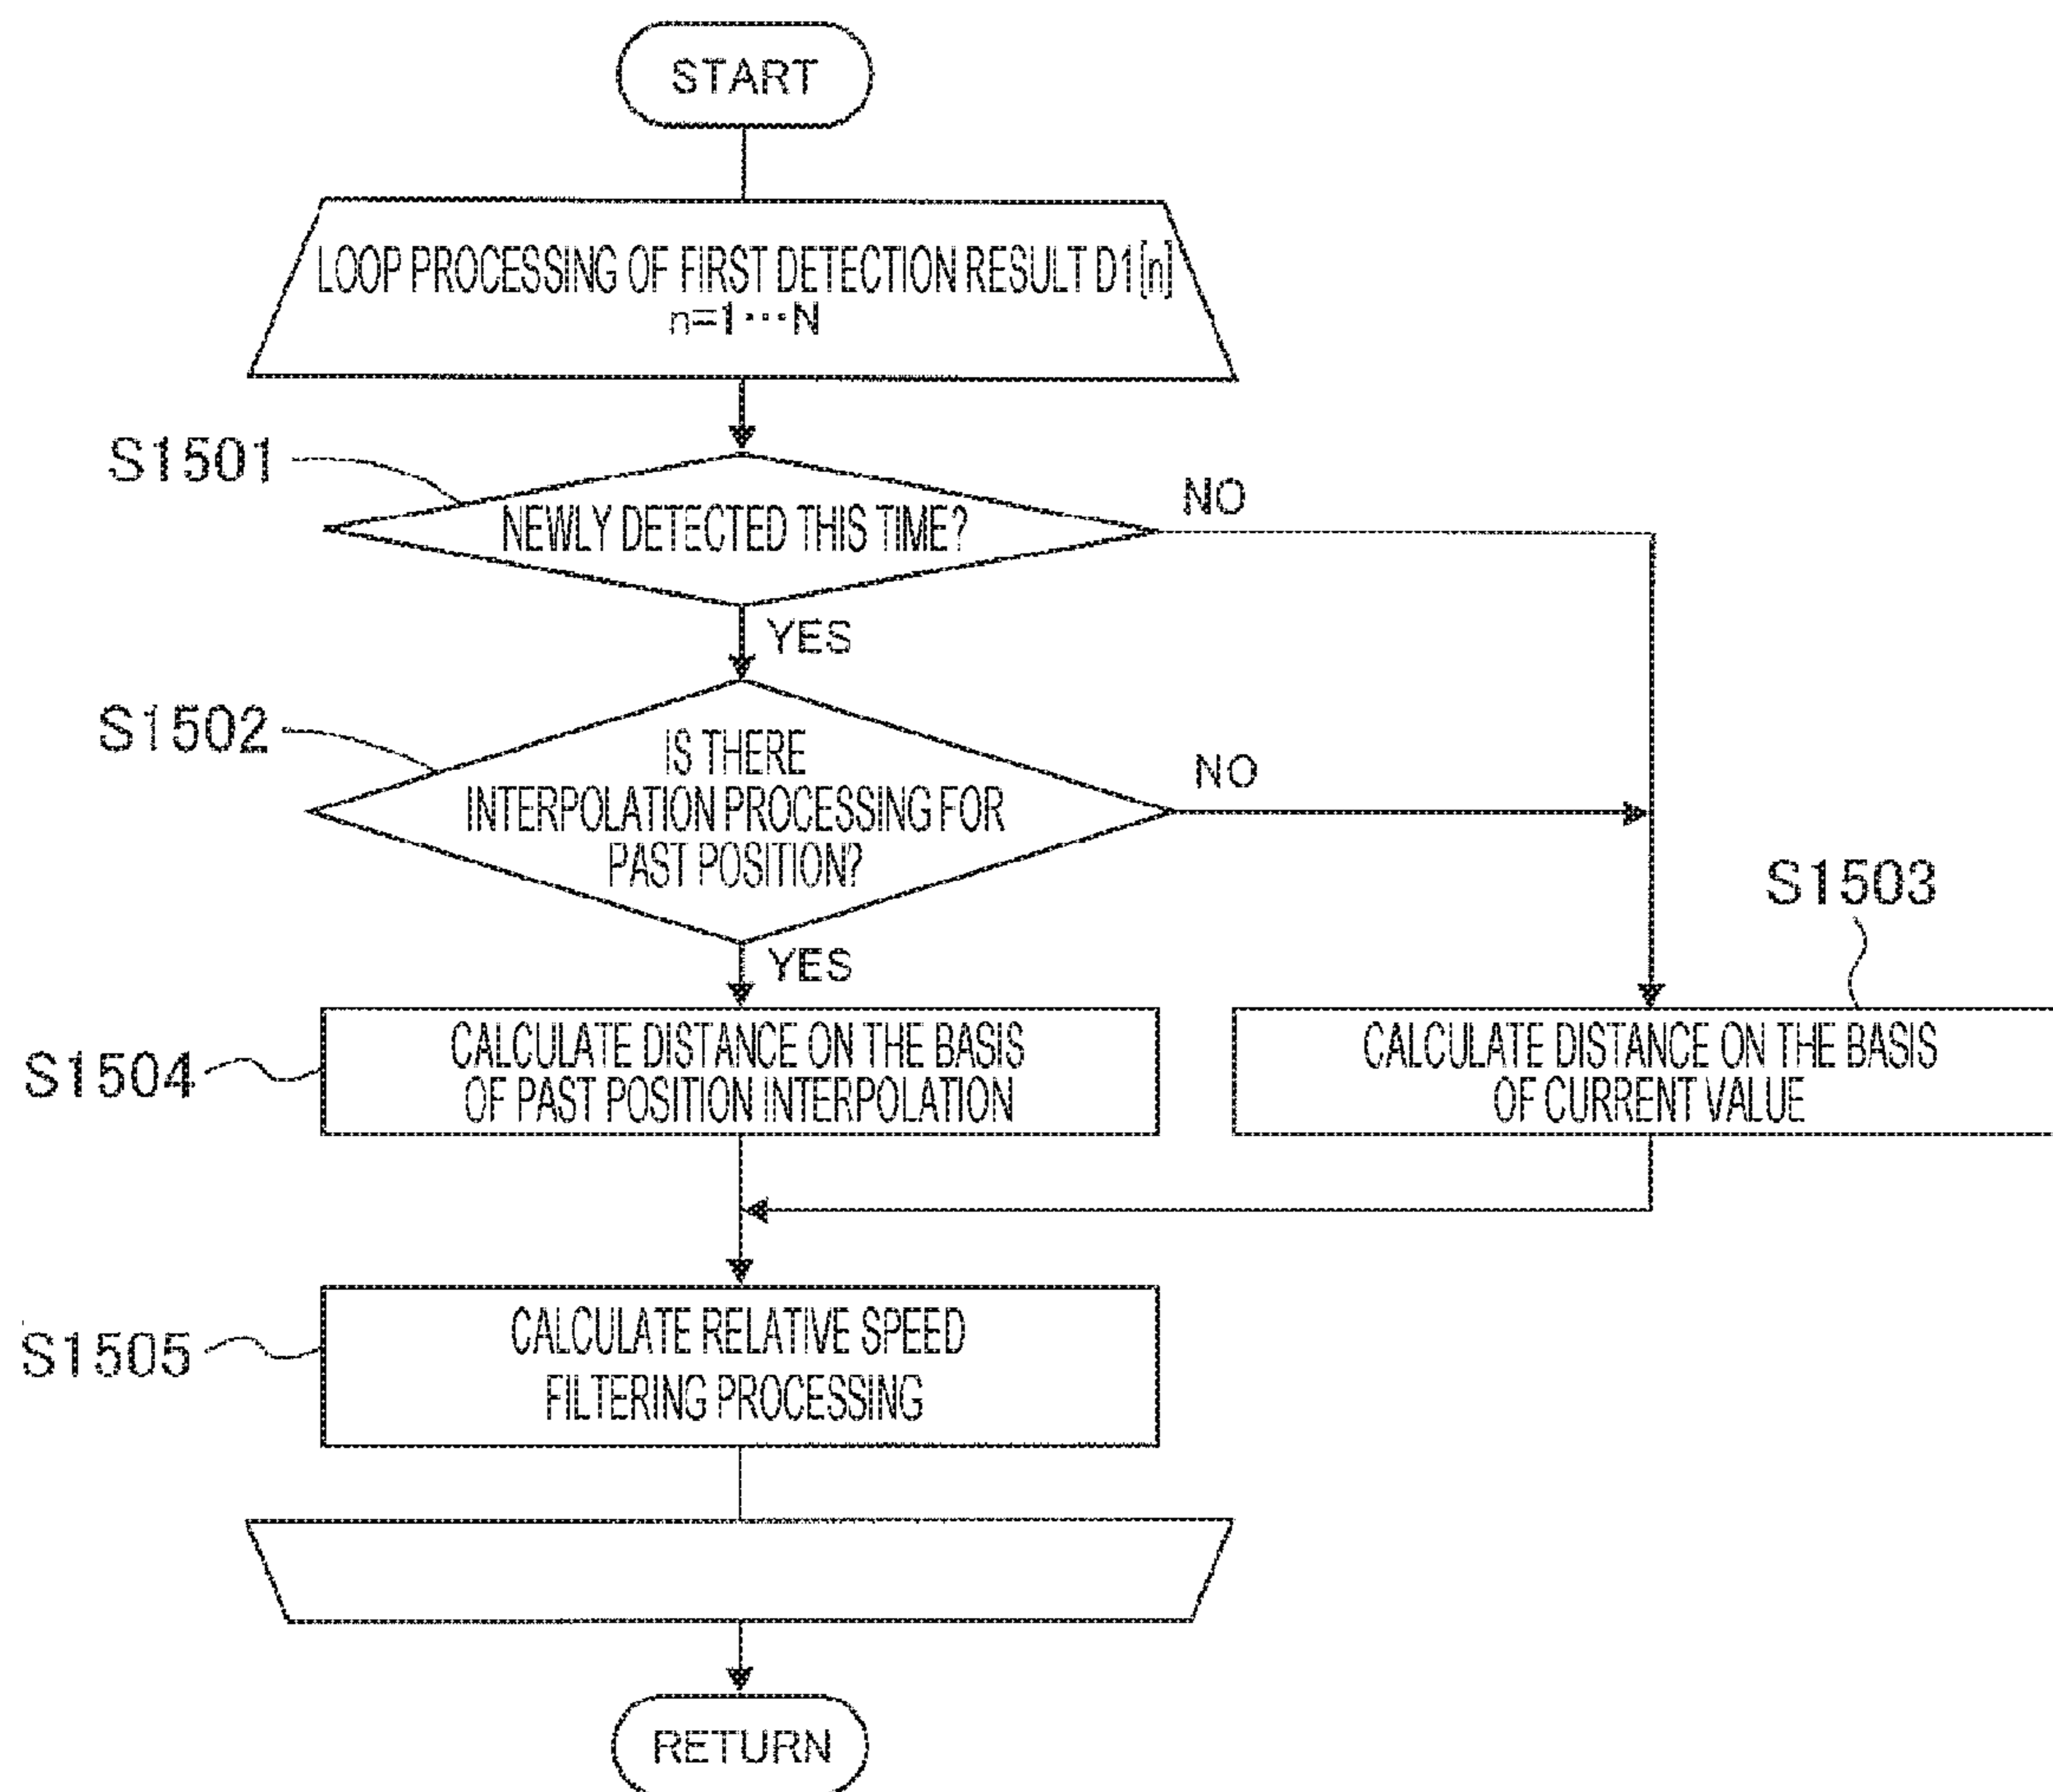 START
LOOP PROCESSING OF FIRST DETECTION RESULT D1[n]
n=1⋯N
S1501
NEWLY DETECTED THIS TIME?
NO
YES
S1502
IS THERE
INTERPOLATION PROCESSING FOR
PAST POSITION?
NO
YES
S1503
S1504
CALCULATE DISTANCE ON THE BASIS
OF PAST POSITION INTERPOLATION
CALCULATE DISTANCE ON THE BASIS
OF CURRENT VALUE
S1505
CALCULATE RELATIVE SPEED
FILTERING PROCESSING
RETURN